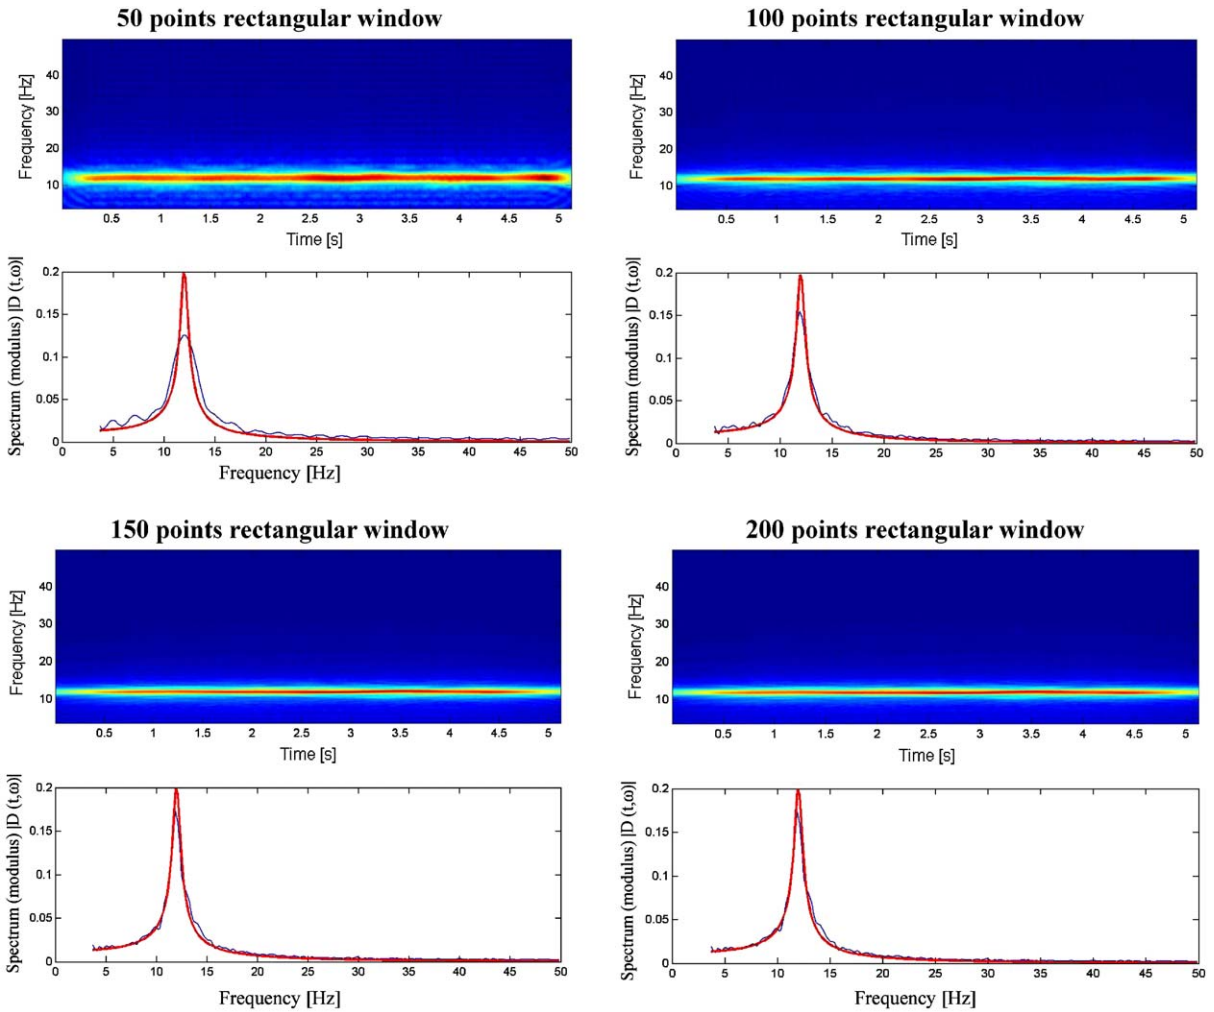 50 points rectangular window
Frequency [Hz]
40
30
20
10
0.5 1 1.5 2 2.5 3 3.5 4 4.5 5
Time [s]
Spectrum (modulus) |D (t,ω)|
0.2
0.15
0.1
0.05
0
0 5 10 15 20 25 30 35 40 45 50
Frequency [Hz]
100 points rectangular window
Frequency [Hz]
40
30
20
10
0.5 1 1.5 2 2.5 3 3.5 4 4.5 5
Time [s]
Spectrum (modulus) |D (t,ω)|
0.2
0.15
0.1
0.05
0
0 5 10 15 20 25 30 35 40 45 50
Frequency [Hz]
150 points rectangular window
Frequency [Hz]
40
30
20
10
0.5 1 1.5 2 2.5 3 3.5 4 4.5 5
Time [s]
Spectrum (modulus) |D (t,ω)|
0.2
0.15
0.1
0.05
0
0 5 10 15 20 25 30 35 40 45 50
Frequency [Hz]
200 points rectangular window
Frequency [Hz]
40
30
20
10
0.5 1 1.5 2 2.5 3 3.5 4 4.5 5
Time [s]
Spectrum (modulus) |D (t,ω)|
0.2
0.15
0.1
0.05
0
0 5 10 15 20 25 30 35 40 45 50
Frequency [Hz]